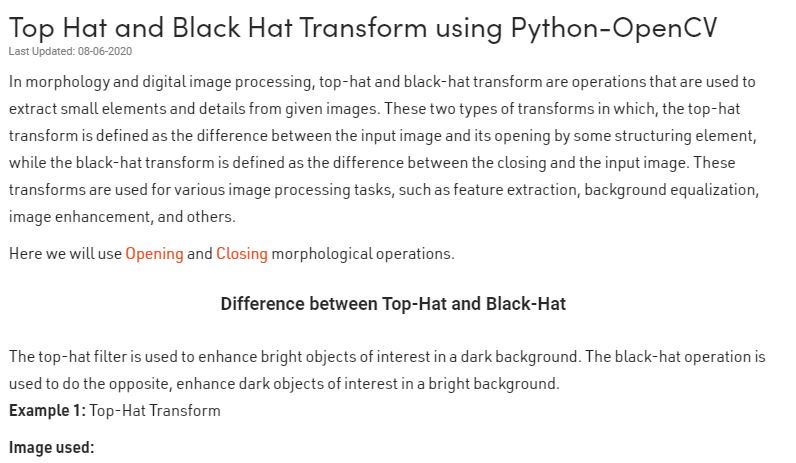 Top Hat and Black Hat Transform using Python-OpenCV
Last Updated: 08-06-2020
In morphology and digital image processing, top-hat and black-hat transform are operations that are used to
extract small elements and details from given images. These two types of transforms in which, the top-hat
transform is defined as the difference between the input image and its opening by some structuring element,
while the black-hat transform is defined as the difference between the closing and the input image. These
transforms are used for various image processing tasks, such as feature extraction, background equalization,
image enhancement, and others.
Here we will use Opening and Closing morphological operations.
Difference between Top-Hat and Black-Hat
The top-hat filter is used to enhance bright objects of interest in a dark background. The black-hat operation is
used to do the opposite, enhance dark objects of interest in a bright background.
Example 1: Top-Hat Transform
Image used: